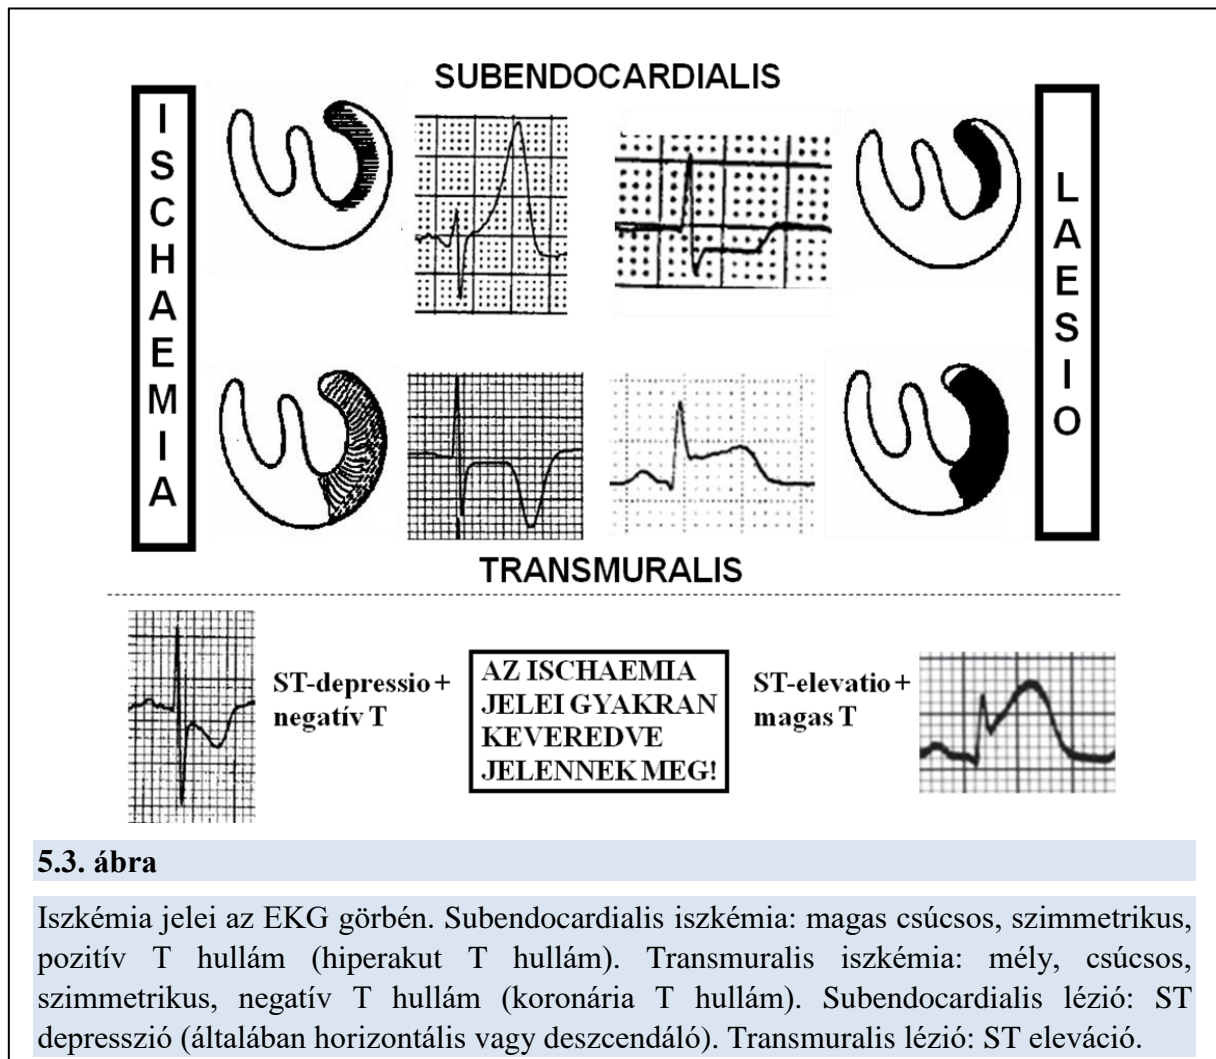 SUBENDOCARDIALIS
ISCHAEMIA
LAESIO
TRANSMURALIS
ST-depressio +
negatív T
AZ ISCHAEMIA
JELEI GYAKRAN
KEVEREDVE
JELENNEK MEG!
ST-elevatio +
magas T
5.3. ábra
Iszkémia jelei az EKG görbén. Subendocardialis iszkémia: magas csúcsos, szimmetrikus,
pozitív T hullám (hiperakut T hullám). Transmuralis iszkémia: mély, csúcsos,
szimmetrikus, negatív T hullám (koronária T hullám). Subendocardialis lézió: ST
depresszió (általában horizontális vagy deszcendáló). Transmuralis lézió: ST eleváció.